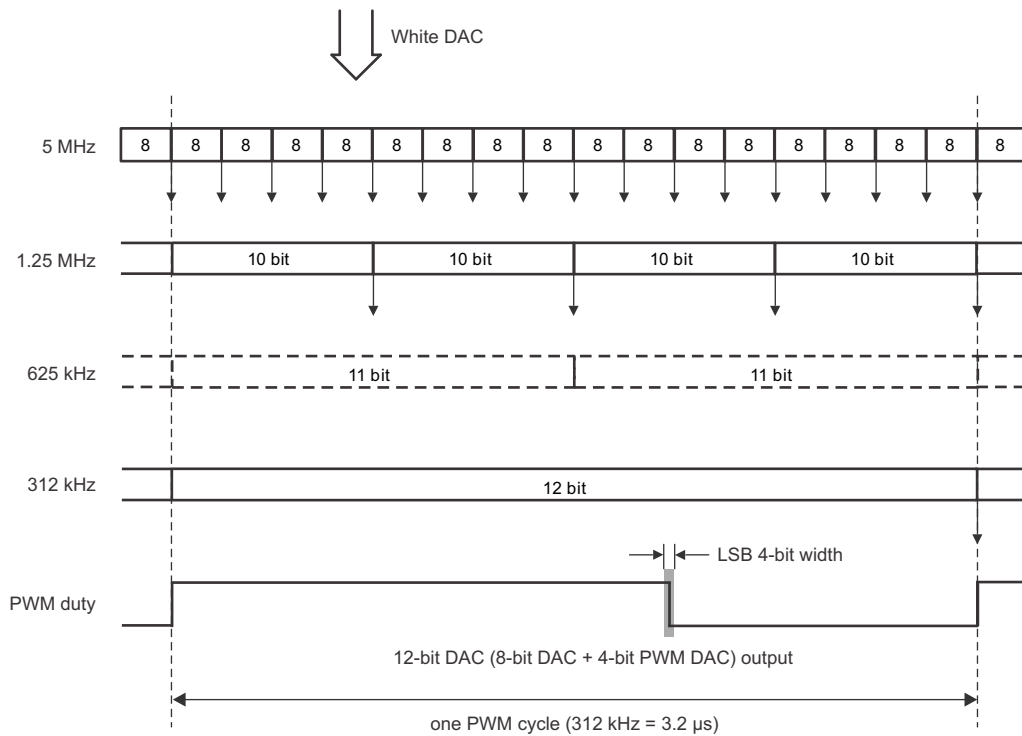 White DAC
5 MHz 8 8 8 8 8 8 8 8 8 8 8 8 8 8 8 8 8 8
1.25 MHz 10 bit 10 bit 10 bit 10 bit
625 kHz 11 bit 11 bit
312 kHz 12 bit
LSB 4-bit width
PWM duty
12-bit DAC (8-bit DAC + 4-bit PWM DAC) output
one PWM cycle (312 kHz = 3.2 μs)